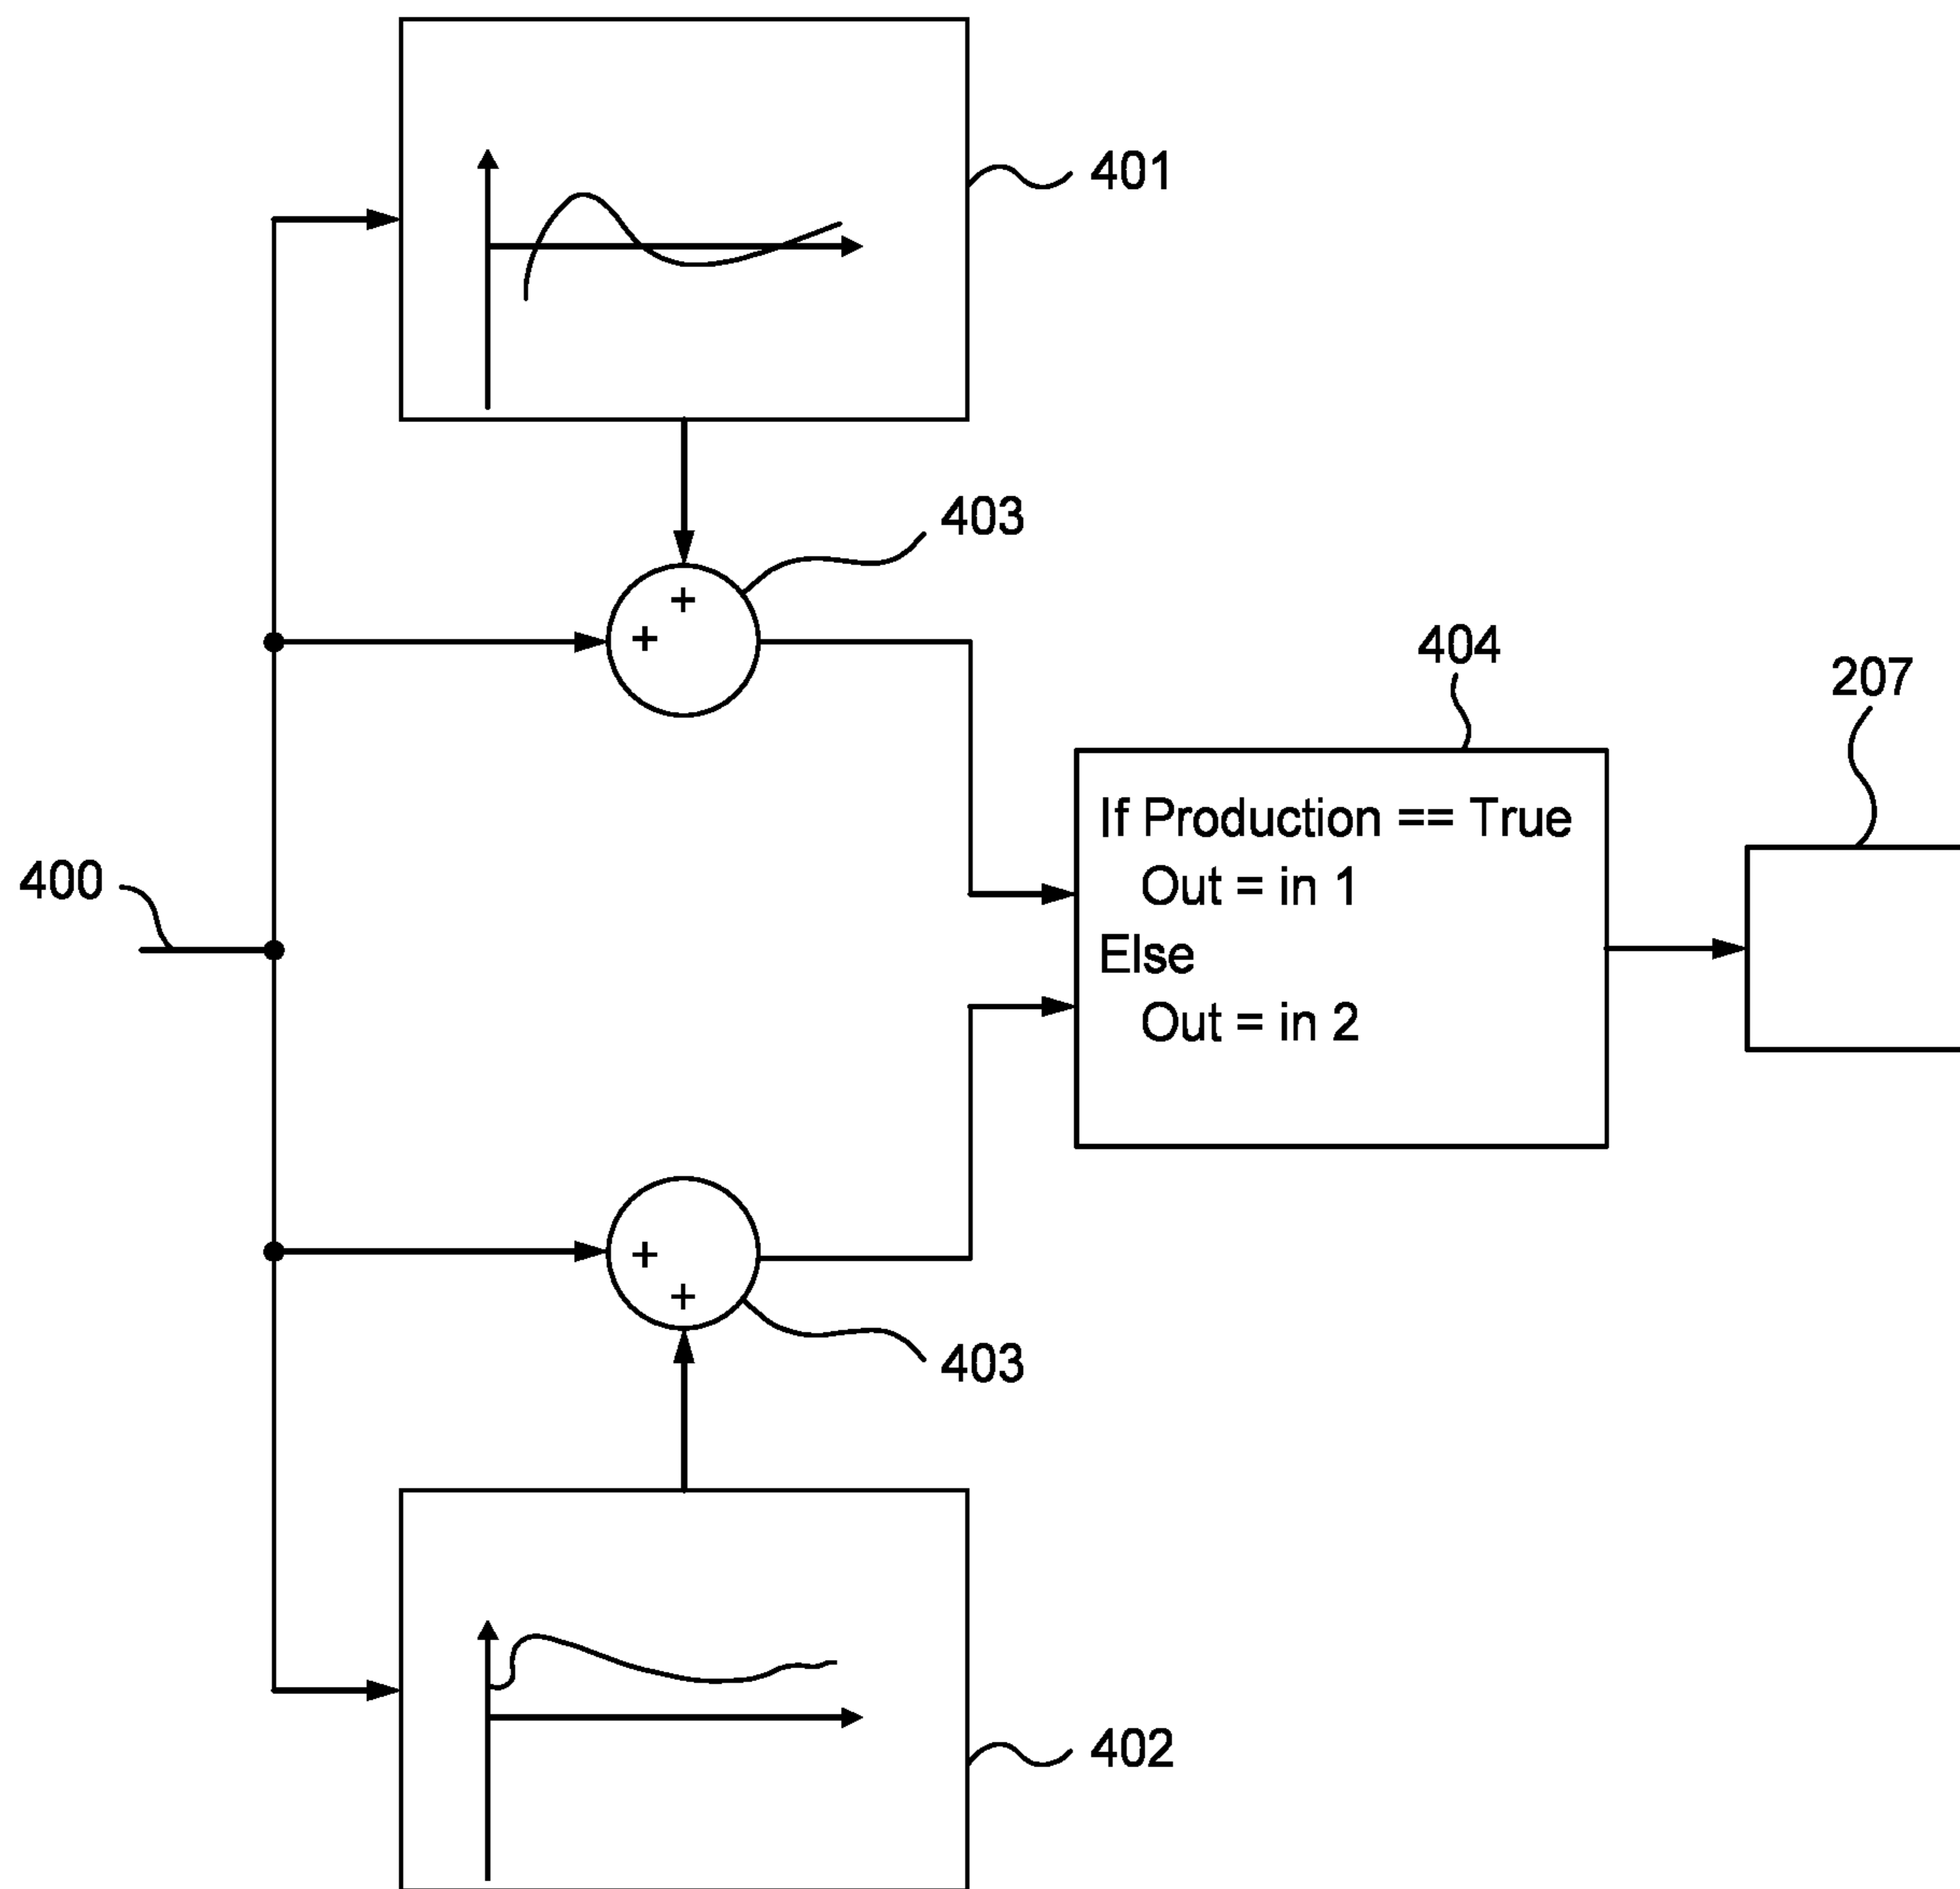 401
403
+
+
404
207
If Production == True
Out = in 1
Else
Out = in 2
400
+
+
403
402